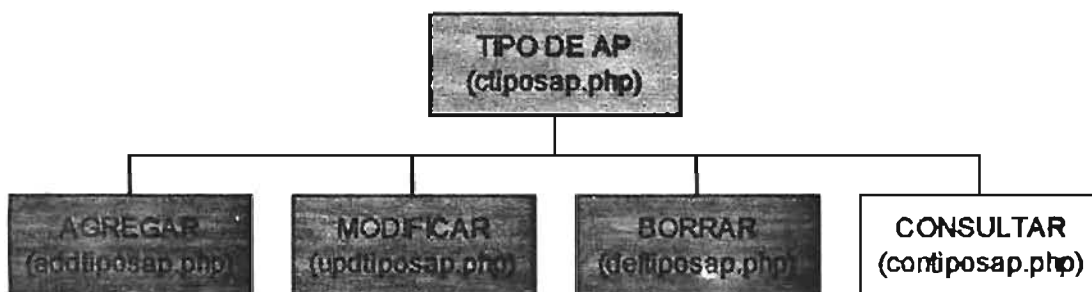 TIPO DE AP
(ctiposap.php)
AGREGAR
(addtiposap.php)
MODIFICAR
(updtiposap.php)
BORRAR
(deltiposap.php)
CONSULTAR
(contiposap.php)